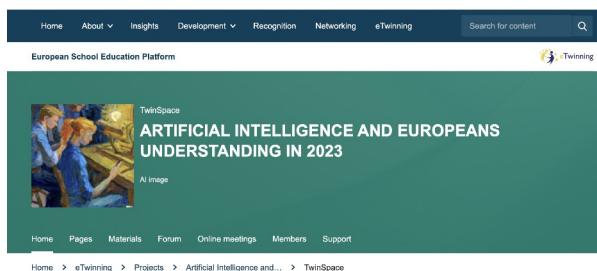 Home About Insights Development Recognition Networking eTwinning Search for content
European School Education Platform eTwinning
TwinSpace
ARTIFICIAL INTELLIGENCE AND EUROPEANS
UNDERSTANDING IN 2023
AI image
Home Pages Materials Forum Online meetings Members Support
Home > eTwinning > Projects > Artificial Intelligence and... > TwinSpace